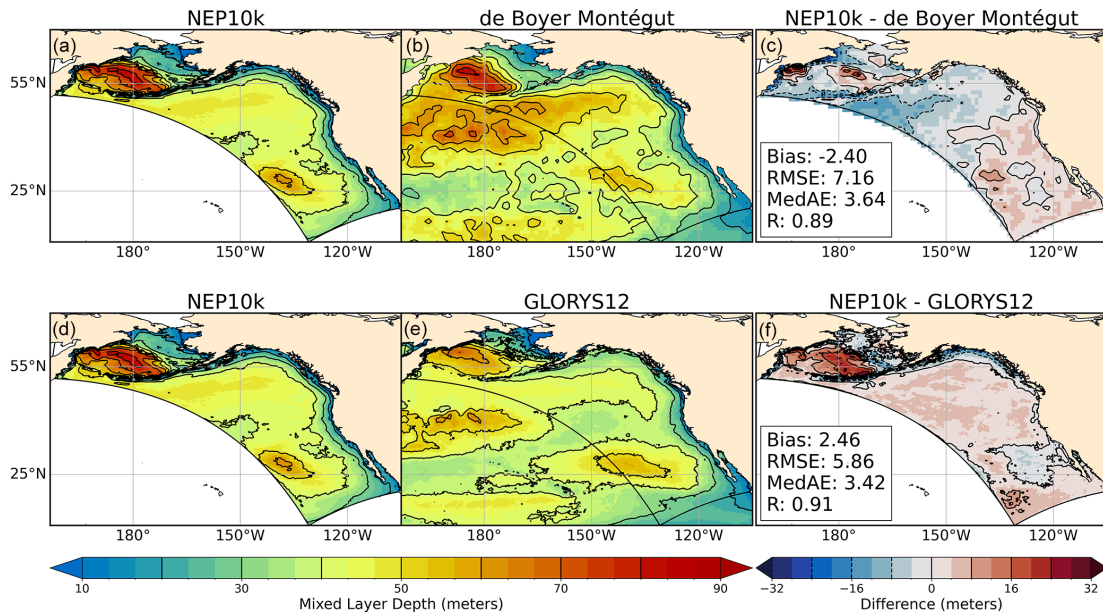 NEP10k
de Boyer Montégut
NEP10k - de Boyer Montégut
(a)
(b)
(c)
55°N
25°N
Bias: -2.40
RMSE: 7.16
MedAE: 3.64
R: 0.89
180° 150°W 120°W
180° 150°W 120°W
180° 150°W 120°W
NEP10k
GLORYS12
NEP10k - GLORYS12
(d)
(e)
(f)
55°N
25°N
Bias: 2.46
RMSE: 5.86
MedAE: 3.42
R: 0.91
180° 150°W 120°W
180° 150°W 120°W
180° 150°W 120°W
10 30 50 70 90
Mixed Layer Depth (meters)
−32 −16 0 16 32
Difference (meters)